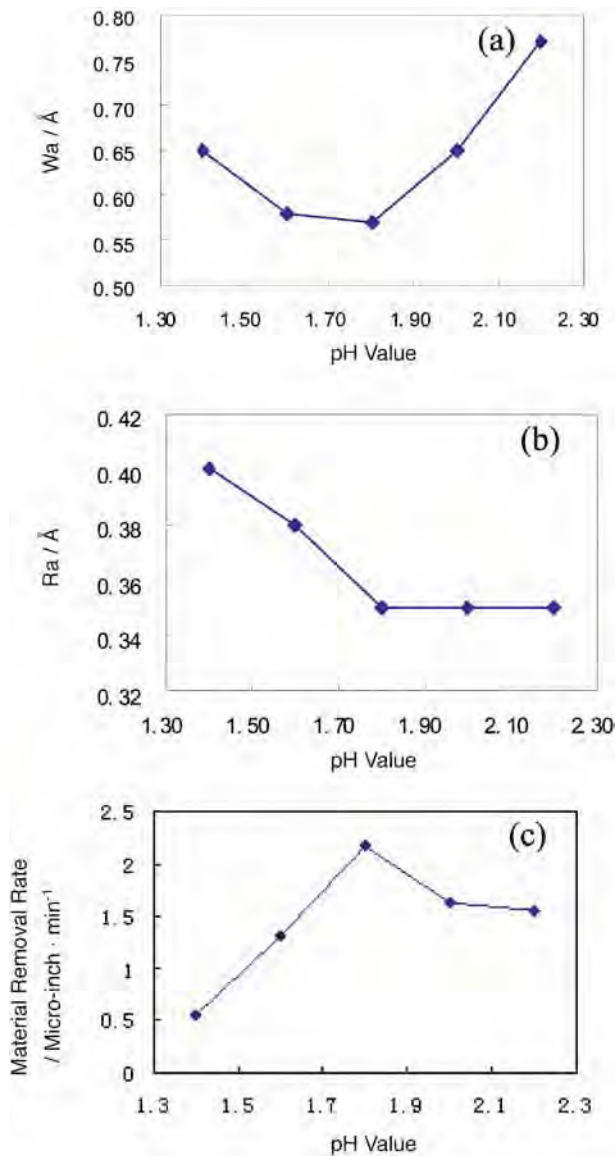 (a)
0.80
0.75
0.70
0.65
0.60
0.55
0.50
Wa / Å
1.30 1.50 1.70 1.90 2.10 2.30
pH Value
(b)
0.42
0.40
0.38
0.36
0.34
0.32
Ra / Å
1.30 1.50 1.70 1.90 2.10 2.30
pH Value
(c)
2.5
2
1.5
1
0.5
0
Material Removal Rate
/ Micro-inch · min⁻¹
1.3 1.5 1.7 1.9 2.1 2.3
pH Value